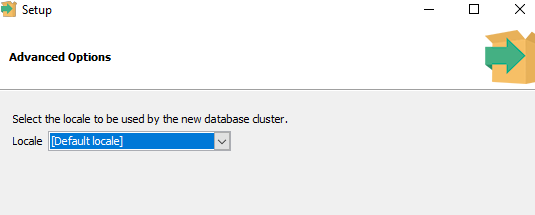 Setup
Advanced Options
Select the locale to be used by the new database cluster.
Locale [Default locale]